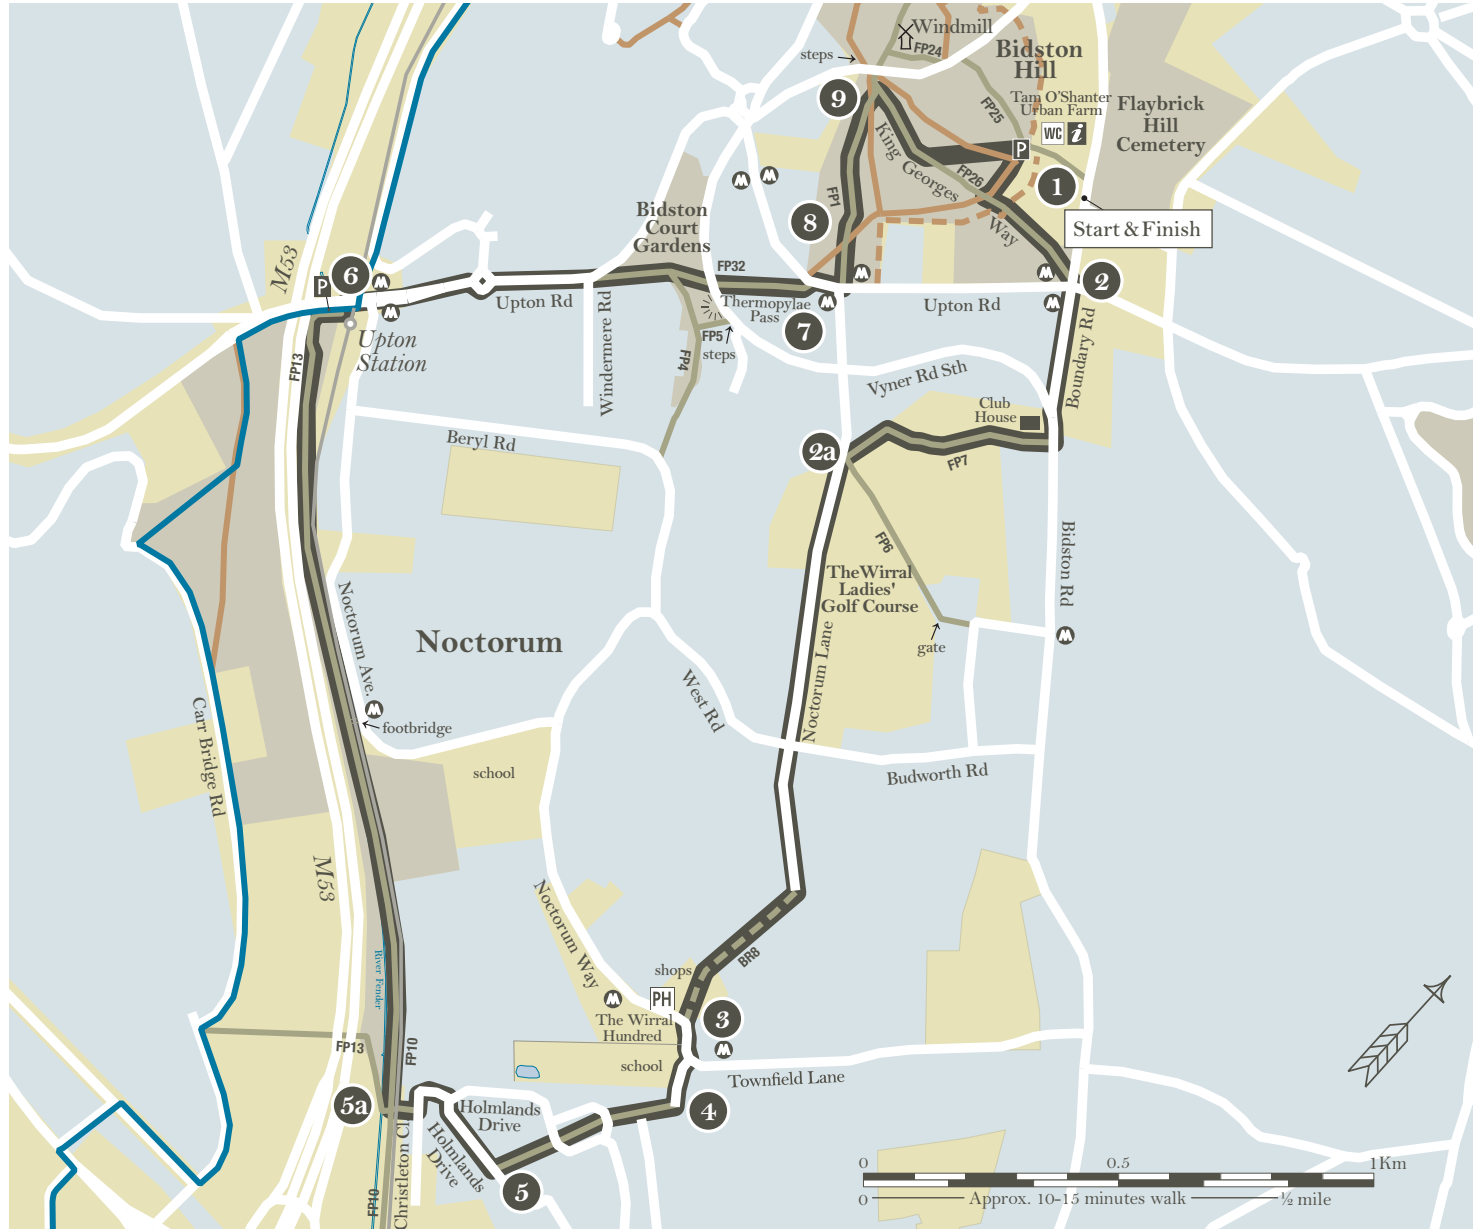 Windmill
FP24
steps
Bidston
Hill
9
Tam O'Shanter
Urban Farm
WC i
FP25
P
Flaybrick
Hill
Cemetery
King Georges Way
FP26
1
FP1
8
Start & Finish
Bidston
Court
Gardens
M53
6
P
FP32
2
Upton Rd
Thermopylae
Pass
7
Upton Rd
Upton
Station
FP13
FP5
steps
FP4
Windermere Rd
Boundary Rd
Vyner Rd Sth
Club
House
Beryl Rd
2a
FP7
FP6
Bidston Rd
The Wirral
Ladies'
Golf Course
gate
Noctorum
Noctorum Ave.
footbridge
West Rd
Noctorum Lane
Carr Bridge Rd
school
Budworth Rd
M53
Noctorum Way
River Fender
BR8
shops
PH
The Wirral
Hundred
3
school
FP13
FP10
5a
Townfield Lane
Holmlands
Drive
4
Holmlands
Drive
Christleton Cl
FP10
5
0 0.5 1Km
0 Approx. 10-15 minutes walk ½ mile